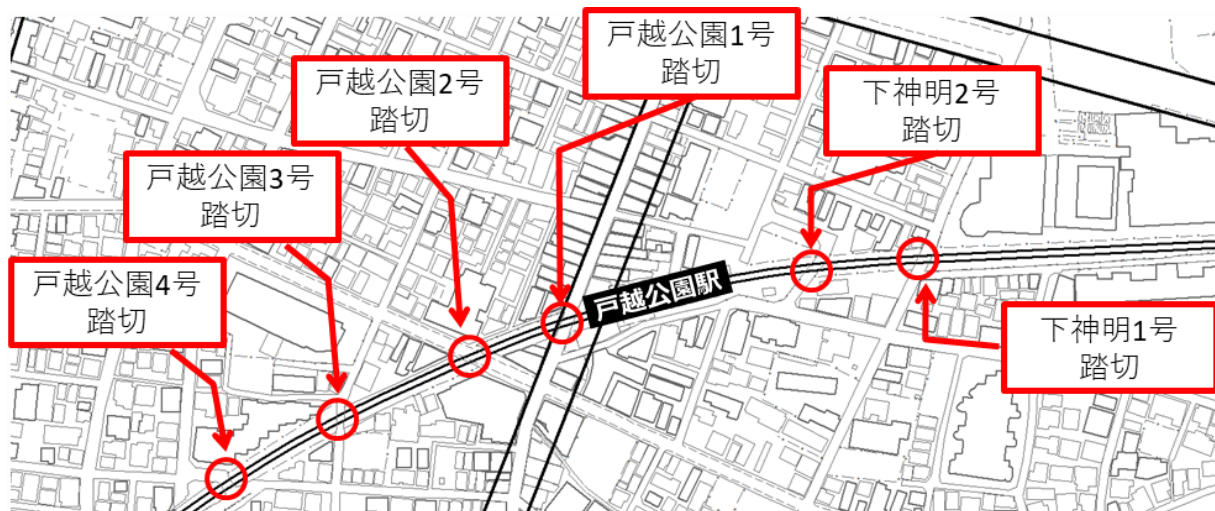 戸越公園1号
踏切
戸越公園2号
踏切
下神明2号
踏切
戸越公園3号
踏切
戸越公園4号
踏切
戸越公園駅
下神明1号
踏切